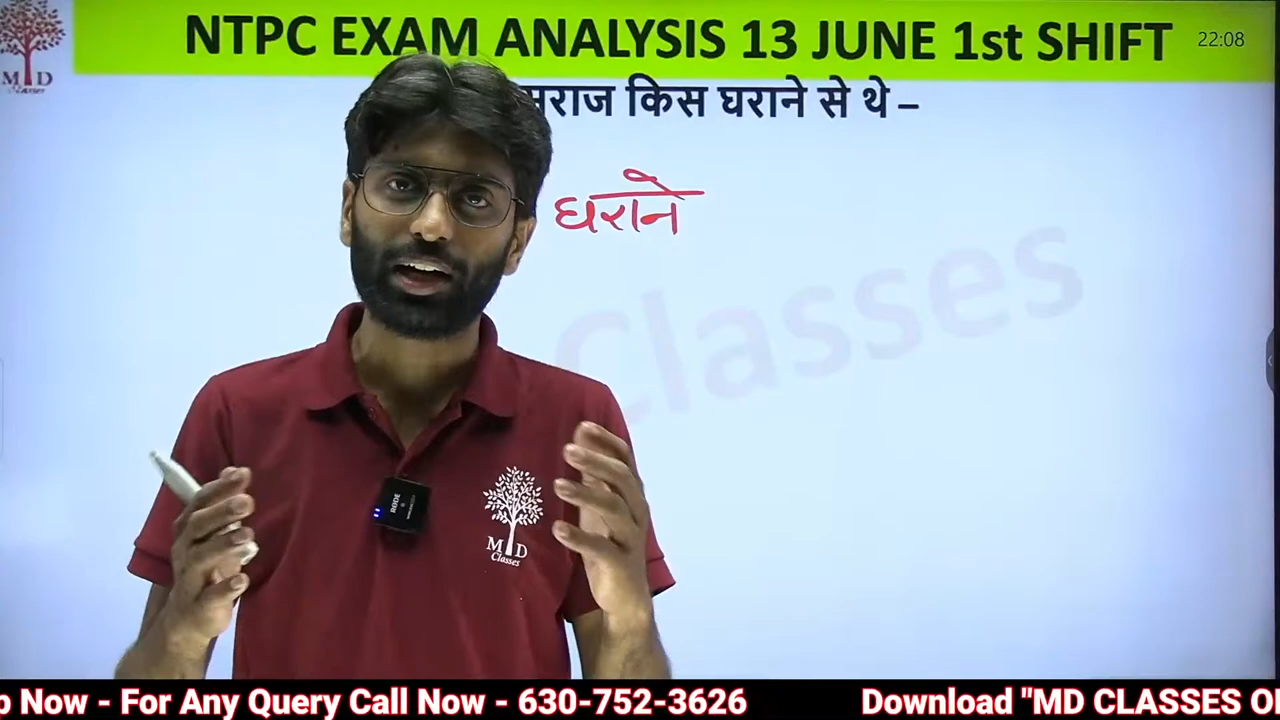 NTPC EXAM ANALYSIS 13 JUNE 1st SHIFT
22:08
MD
Classes
किस घराने से थे –
घराने
Classes
RODE
MD
Classes
Now - For Any Query Call Now - 630-752-3626
Download "MD CLASSES